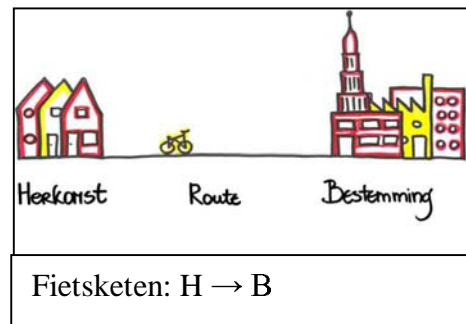 Herkomst Route Bestemming
Fietsketen: H → B